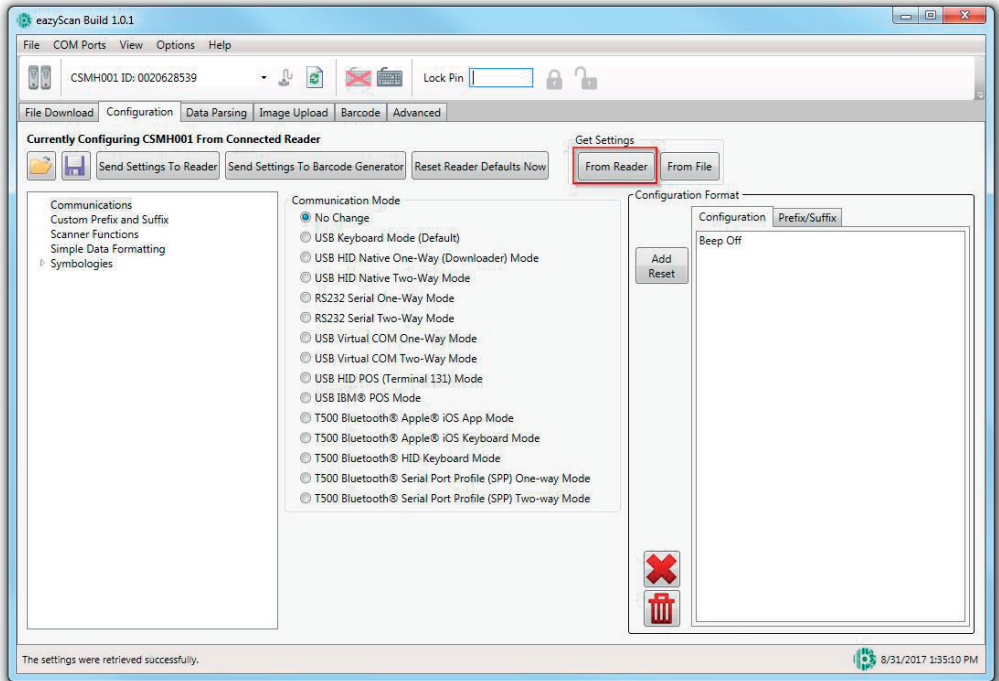 eazyScan Build 1.0.1
File COM Ports View Options Help
CSMH001 ID: 0020628539
Lock Pin
File Download Configuration Data Parsing Image Upload Barcode Advanced
Currently Configuring CSMH001 From Connected Reader
Get Settings
Send Settings To Reader Send Settings To Barcode Generator Reset Reader Defaults Now From Reader From File
Communications
Custom Prefix and Suffix
Scanner Functions
Simple Data Formatting
Symbologies
Communication Mode
No Change
USB Keyboard Mode (Default)
USB HID Native One-Way (Downloader) Mode
USB HID Native Two-Way Mode
RS232 Serial One-Way Mode
RS232 Serial Two-Way Mode
USB Virtual COM One-Way Mode
USB Virtual COM Two-Way Mode
USB HID POS (Terminal 131) Mode
USB IBM® POS Mode
T500 Bluetooth® Apple® iOS App Mode
T500 Bluetooth® Apple® iOS Keyboard Mode
T500 Bluetooth® HID Keyboard Mode
T500 Bluetooth® Serial Port Profile (SPP) One-way Mode
T500 Bluetooth® Serial Port Profile (SPP) Two-way Mode
Configuration Format
Configuration Prefix/Suffix
Beep Off
Add
Reset
The settings were retrieved successfully.
8/31/2017 1:35:10 PM